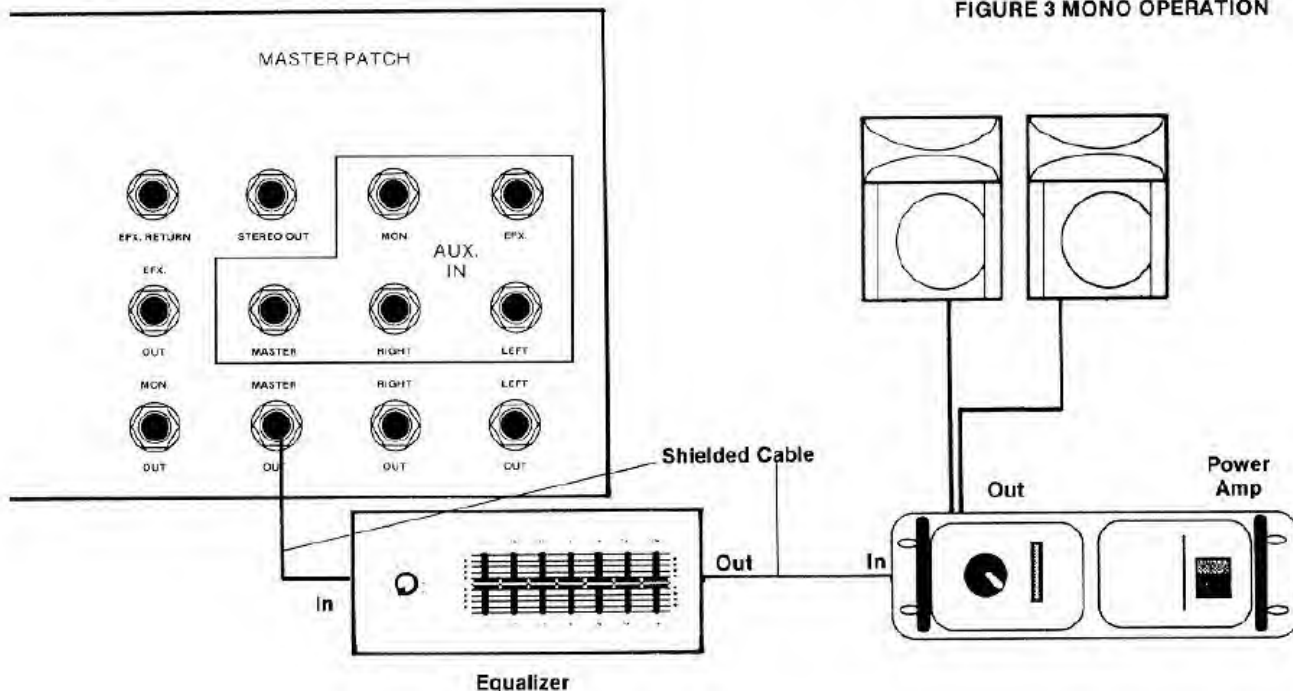 FIGURE 3 MONO OPERATION
MASTER PATCH
EFX. RETURN
STEREO OUT
MON.
EFX.
AUX.
IN
EFX.
OUT
MASTER
RIGHT
LEFT
MON.
MASTER
RIGHT
LEFT
OUT
OUT
OUT
OUT
Shielded Cable
Power
Amp
Out
Out
In
In
Equalizer